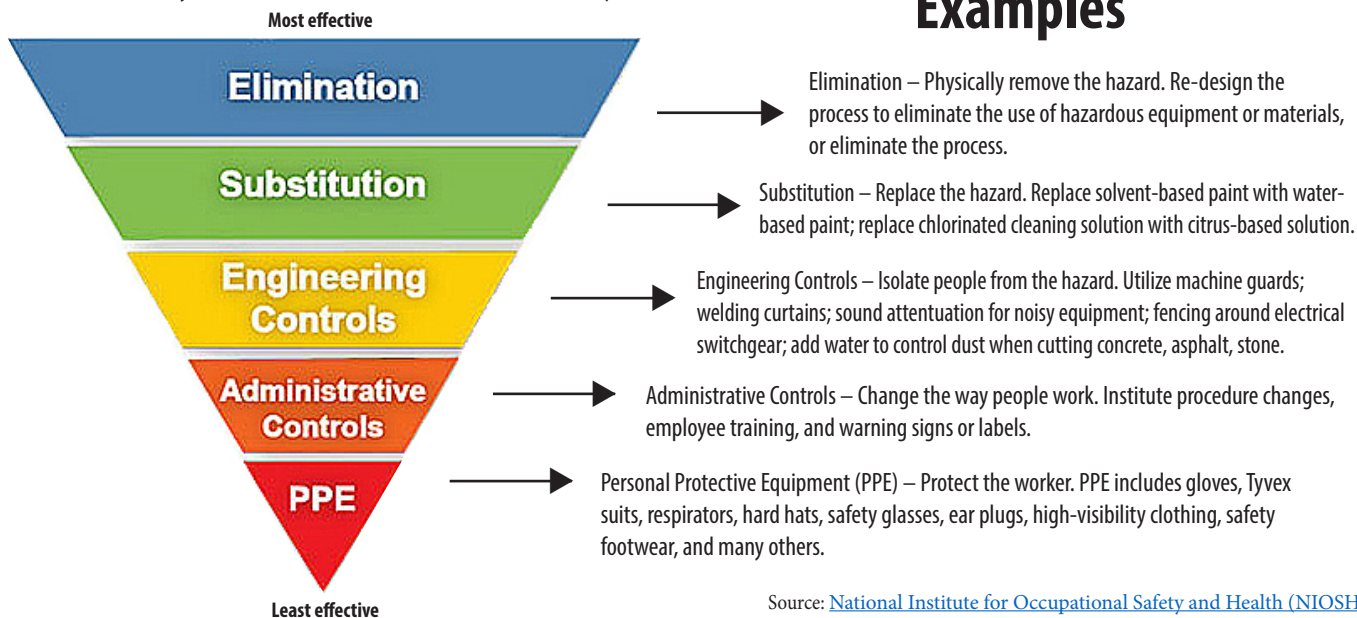 Examples
Most effective
Elimination
Elimination – Physically remove the hazard. Re-design the
process to eliminate the use of hazardous equipment or materials,
or eliminate the process.
Substitution
Substitution – Replace the hazard. Replace solvent-based paint with water-
based paint; replace chlorinated cleaning solution with citrus-based solution.
Engineering
Controls
Engineering Controls – Isolate people from the hazard. Utilize machine guards;
welding curtains; sound attentuation for noisy equipment; fencing around electrical
switchgear; add water to control dust when cutting concrete, asphalt, stone.
Administrative
Controls
Administrative Controls – Change the way people work. Institute procedure changes,
employee training, and warning signs or labels.
PPE
Personal Protective Equipment (PPE) – Protect the worker. PPE includes gloves, Tyvex
suits, respirators, hard hats, safety glasses, ear plugs, high-visibility clothing, safety
footwear, and many others.
Least effective
Source: National Institute for Occupational Safety and Health (NIOSH